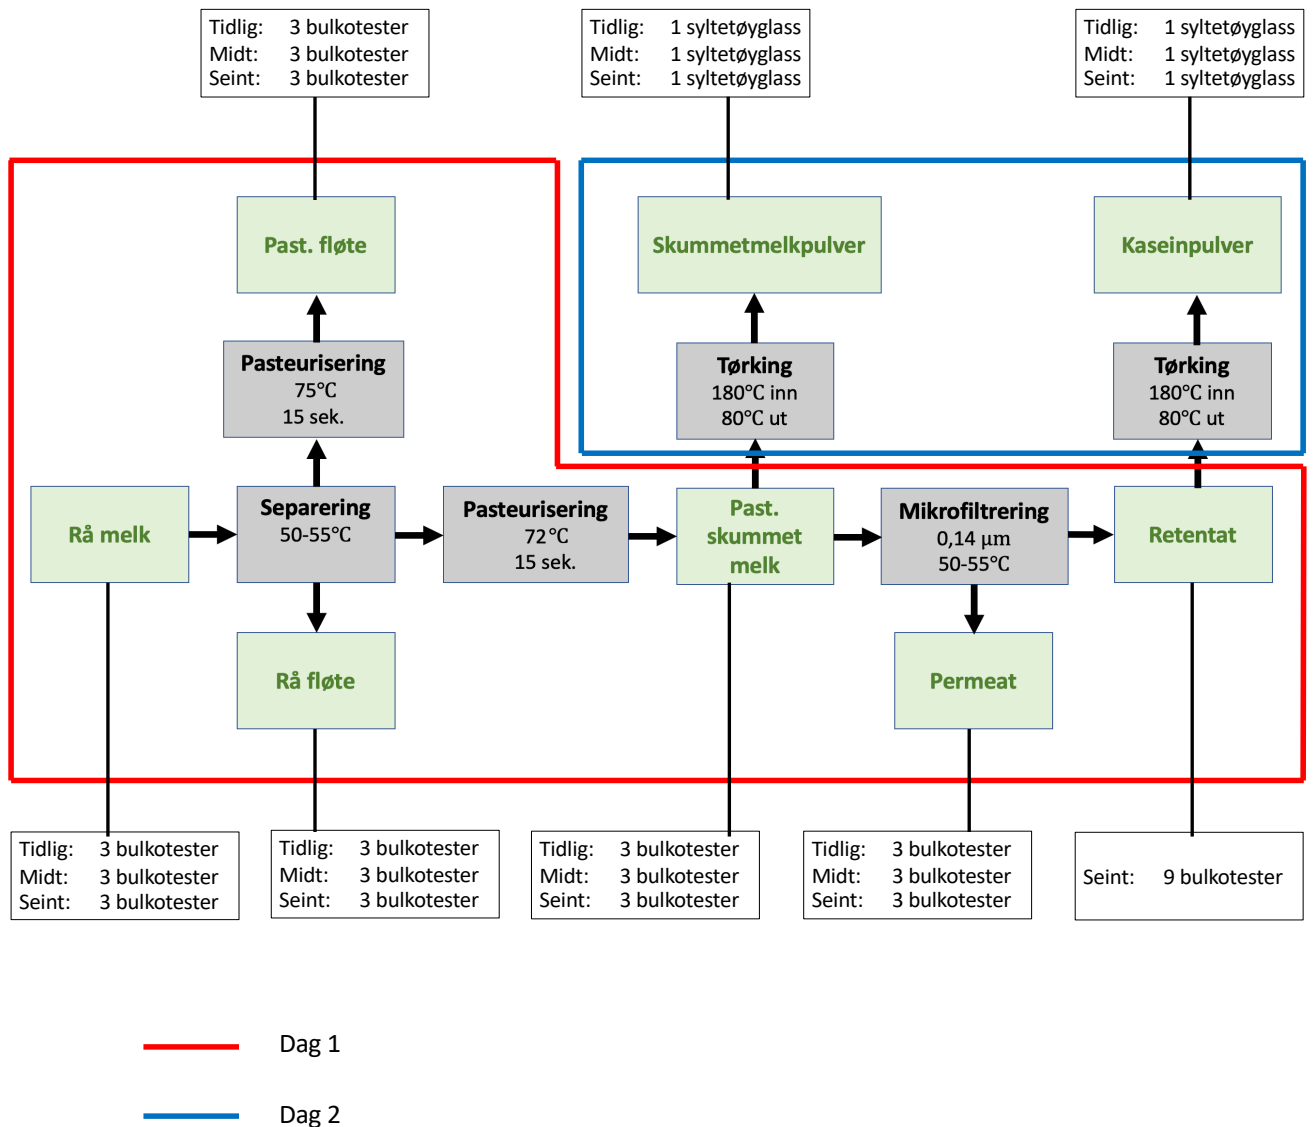 Tidlig: 3 bulkotester
Midt: 3 bulkotester
Seint: 3 bulkotester
Tidlig: 1 syltetøyglass
Midt: 1 syltetøyglass
Seint: 1 syltetøyglass
Tidlig: 1 syltetøyglass
Midt: 1 syltetøyglass
Seint: 1 syltetøyglass
Past. fløte
Skummetmelkpulver
Kaseinpulver
Pasteurisering
75℃
15 sek.
Tørking
180℃ inn
80℃ ut
Tørking
180℃ inn
80℃ ut
Rå melk
Separering
50-55℃
Pasteurisering
72℃
15 sek.
Past.
skummet
melk
Mikrofiltrering
0,14 μm
50-55℃
Retentat
Rå fløte
Permeat
Tidlig: 3 bulkotester
Midt: 3 bulkotester
Seint: 3 bulkotester
Tidlig: 3 bulkotester
Midt: 3 bulkotester
Seint: 3 bulkotester
Tidlig: 3 bulkotester
Midt: 3 bulkotester
Seint: 3 bulkotester
Tidlig: 3 bulkotester
Midt: 3 bulkotester
Seint: 3 bulkotester
Seint: 9 bulkotester
Dag 1
Dag 2